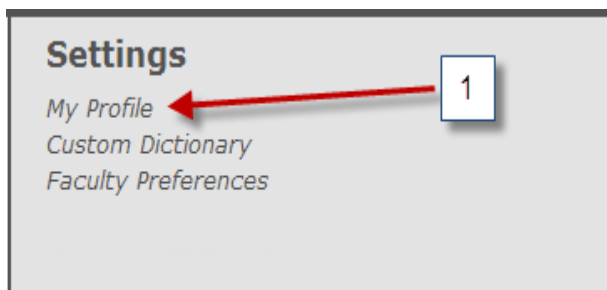 Settings
My Profile
1
Custom Dictionary
Faculty Preferences